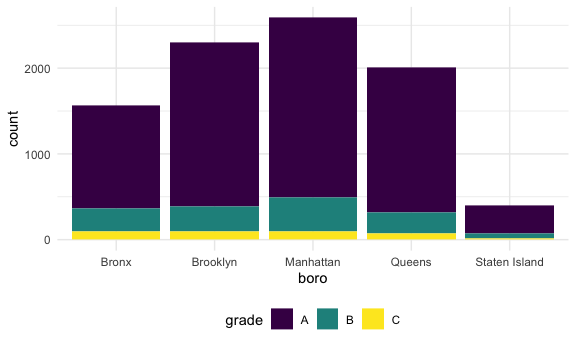 count
2000
1000
0
Bronx Brooklyn Manhattan Queens Staten Island
boro
grade A B C